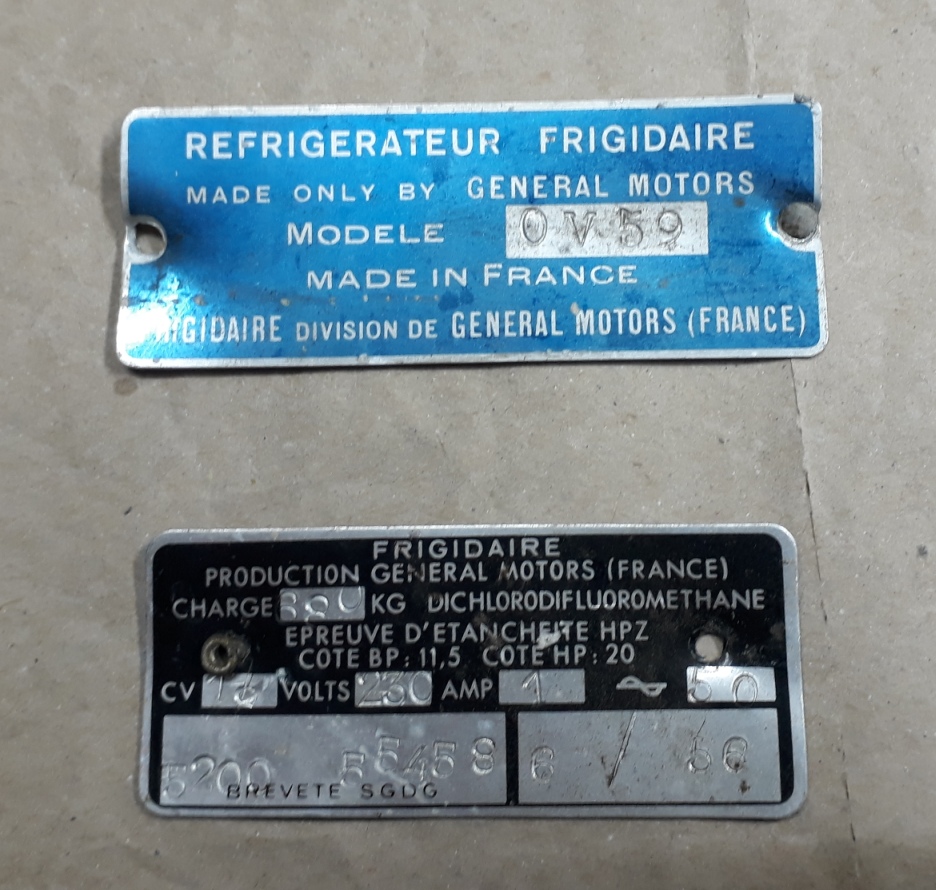 REFRIGERATEUR FRIGIDAIRE
MADE ONLY BY GENERAL MOTORS
MODELE OV59
MADE IN FRANCE
FRIGIDAIRE DIVISION DE GENERAL MOTORS (FRANCE)
FRIGIDAIRE
PRODUCTION GENERAL MOTORS (FRANCE)
CHARGE KG DICHLORODIFLUOROMETHANE
EPREUVE D'ETANCHEITE HPZ
COTE BP: 11,5 COTE HP: 20
CV VOLTS 230 AMP 1 50
5200 55458
BREVETE SGDG